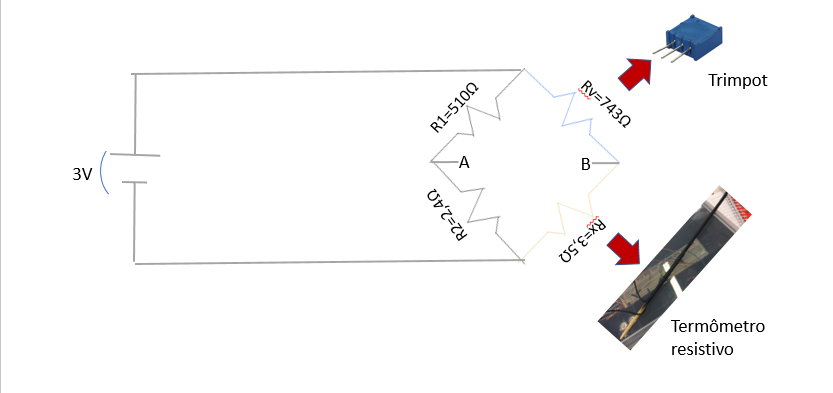 Trimpot
R1=510Ω
Rv=743Ω
3V
A
B
R2=2,4Ω
Rx=3,5Ω
Termômetro
resistivo